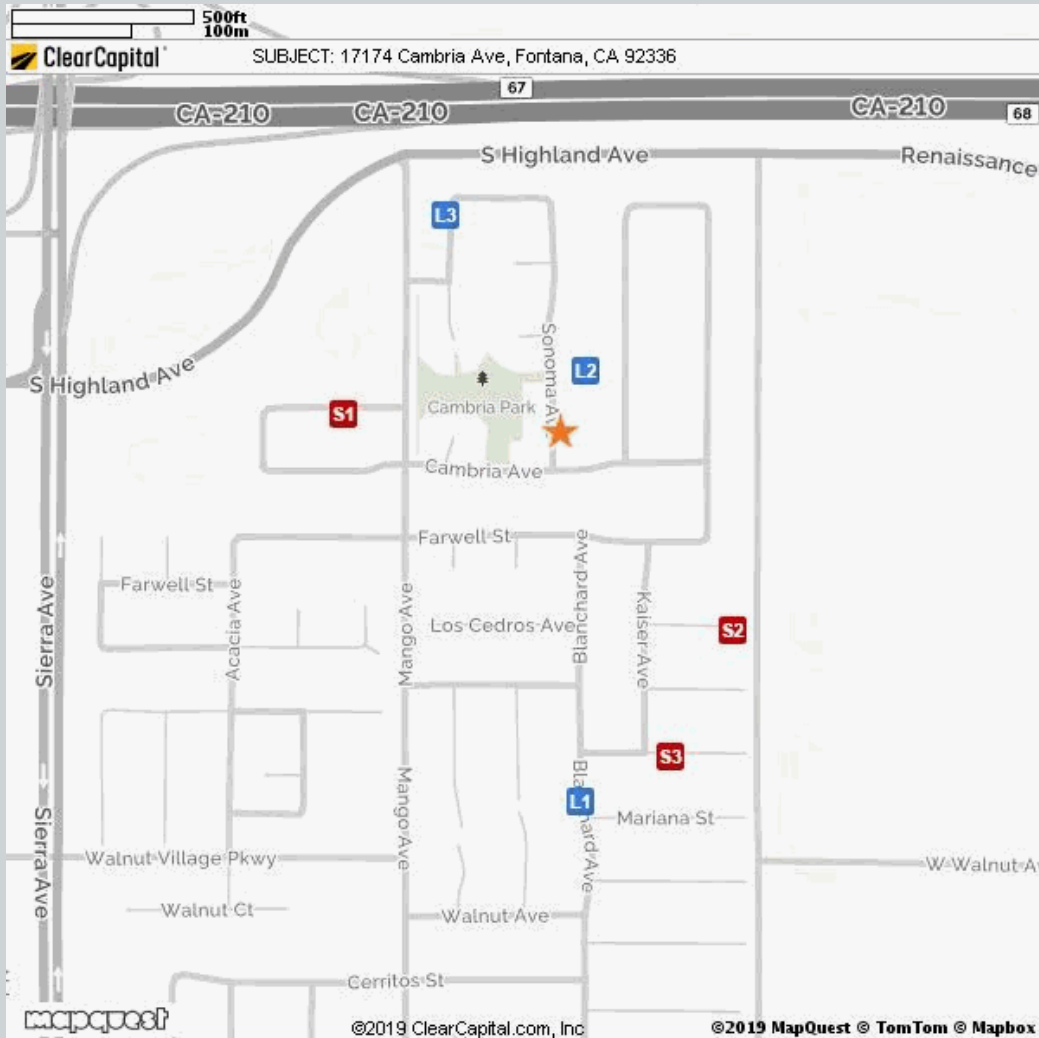 500ft
100m
ClearCapital
SUBJECT: 17174 Cambria Ave, Fontana, CA 92336
67
CA-210
CA-210
CA-210
68
S Highland Ave
Renaissance
L3
Sonoma Av
S Highland Ave
L2
S1
Cambria Park
Cambria Ave
Farwell St
Farwell St
Sierra Ave
Acacia Ave
Mango Ave
Los Cedros Ave
Blanchard Ave
Kaiser Ave
S2
S3
Sierra Ave
Mango Ave
L1
Blanchard Ave
Mariana St
Walnut Village Pkwy
W Walnut A
Walnut Ct
Walnut Ave
Cerritos St
mapquest
©2019 ClearCapital.com, Inc
©2019 MapQuest © TomTom © Mapbox